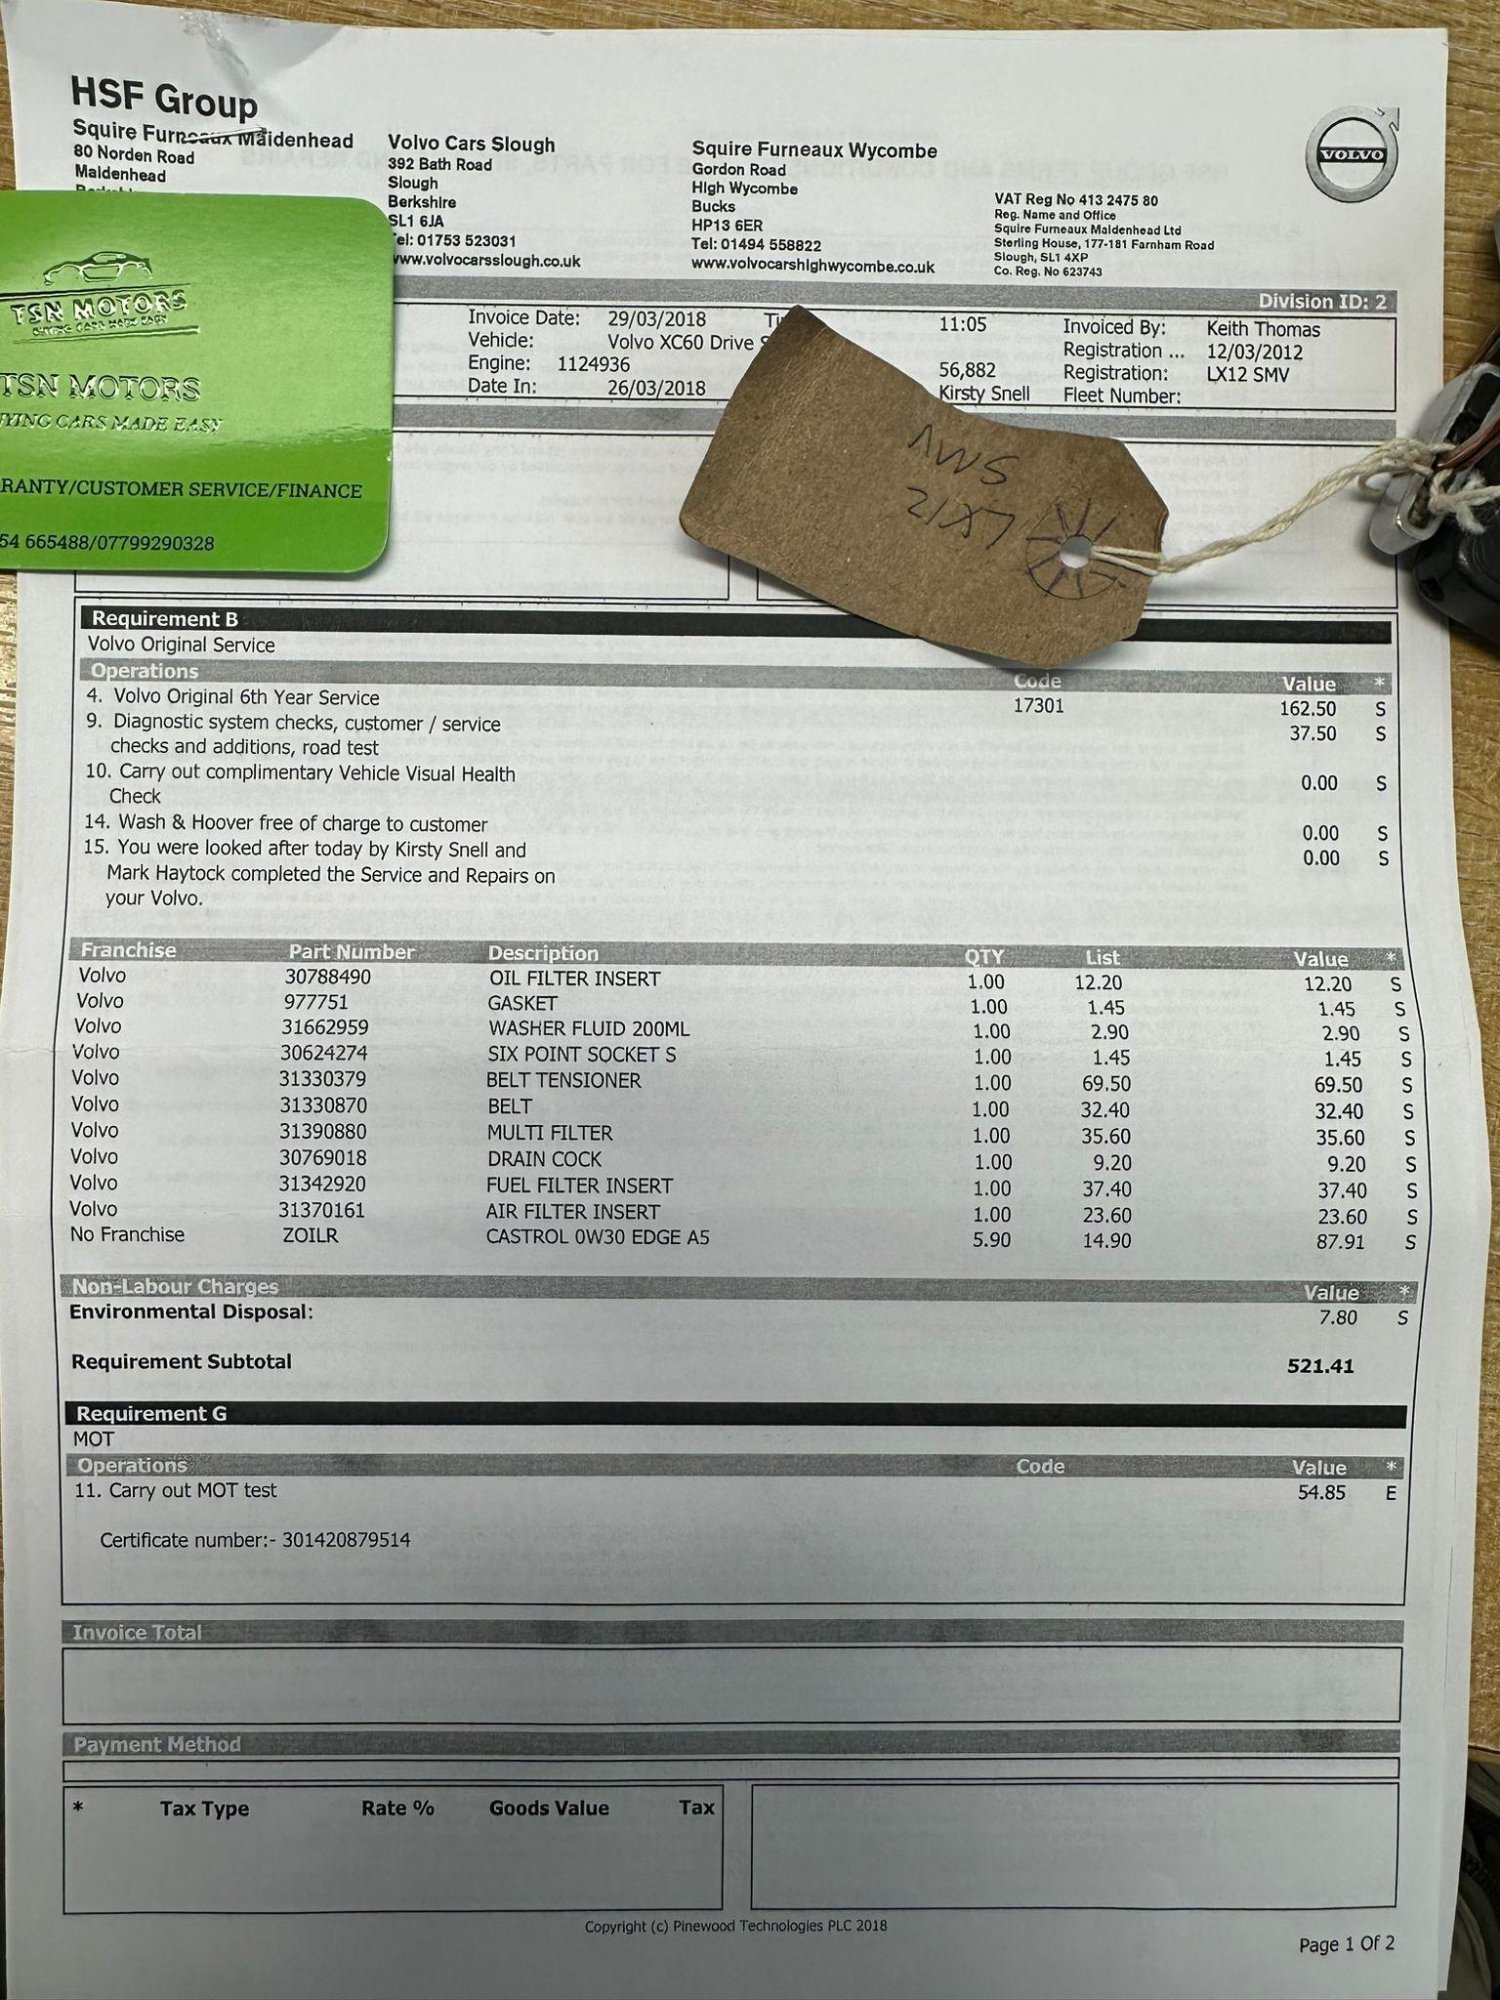 HSF Group
Squire Furneaux Maidenhead
80 Norden Road
Maidenhead
Volvo Cars Slough
392 Bath Road
Slough
Berkshire
SL1 6JA
Tel: 01753 523031
www.volvocarsslough.co.uk
Squire Furneaux Wycombe
Gordon Road
High Wycombe
Bucks
HP13 6ER
Tel: 01494 558822
www.volvocarshighwycombe.co.uk
VAT Reg No 413 2475 80
Reg. Name and Office
Squire Furneaux Maidenhead Ltd
Sterling House, 177-181 Farnham Road
Slough, SL1 4XP
Co. Reg. No 623743
VOLVO
TSN MOTORS
BUYING CARS MADE EASY
TSN MOTORS
YING CARS MADE EASY
RANTY/CUSTOMER SERVICE/FINANCE
54 665488/07799290328
Division ID: 2
Invoice Date: 29/03/2018 11:05 Invoiced By: Keith Thomas
Vehicle: Volvo XC60 Drive Registration ... 12/03/2012
Engine: 1124936 56,882 Registration: LX12 SMV
Date In: 26/03/2018 Kirsty Snell Fleet Number:
LX12
SMV
Requirement B
Volvo Original Service
Operations Code Value *
4. Volvo Original 6th Year Service 17301 162.50 S
9. Diagnostic system checks, customer / service 37.50 S
checks and additions, road test
10. Carry out complimentary Vehicle Visual Health 0.00 S
Check
14. Wash & Hoover free of charge to customer 0.00 S
15. You were looked after today by Kirsty Snell and 0.00 S
Mark Haytock completed the Service and Repairs on
your Volvo.
Franchise Part Number Description QTY List Value *
Volvo 30788490 OIL FILTER INSERT 1.00 12.20 12.20 S
Volvo 977751 GASKET 1.00 1.45 1.45 S
Volvo 31662959 WASHER FLUID 200ML 1.00 2.90 2.90 S
Volvo 30624274 SIX POINT SOCKET S 1.00 1.45 1.45 S
Volvo 31330379 BELT TENSIONER 1.00 69.50 69.50 S
Volvo 31330870 BELT 1.00 32.40 32.40 S
Volvo 31390880 MULTI FILTER 1.00 35.60 35.60 S
Volvo 30769018 DRAIN COCK 1.00 9.20 9.20 S
Volvo 31342920 FUEL FILTER INSERT 1.00 37.40 37.40 S
Volvo 31370161 AIR FILTER INSERT 1.00 23.60 23.60 S
No Franchise ZOILR CASTROL 0W30 EDGE A5 5.90 14.90 87.91 S
Non-Labour Charges Value *
Environmental Disposal: 7.80 S
Requirement Subtotal 521.41
Requirement G
MOT
Operations Code Value *
11. Carry out MOT test 54.85 E
Certificate number:- 301420879514
Invoice Total
Payment Method
* Tax Type Rate % Goods Value Tax
Copyright (c) Pinewood Technologies PLC 2018
Page 1 Of 2